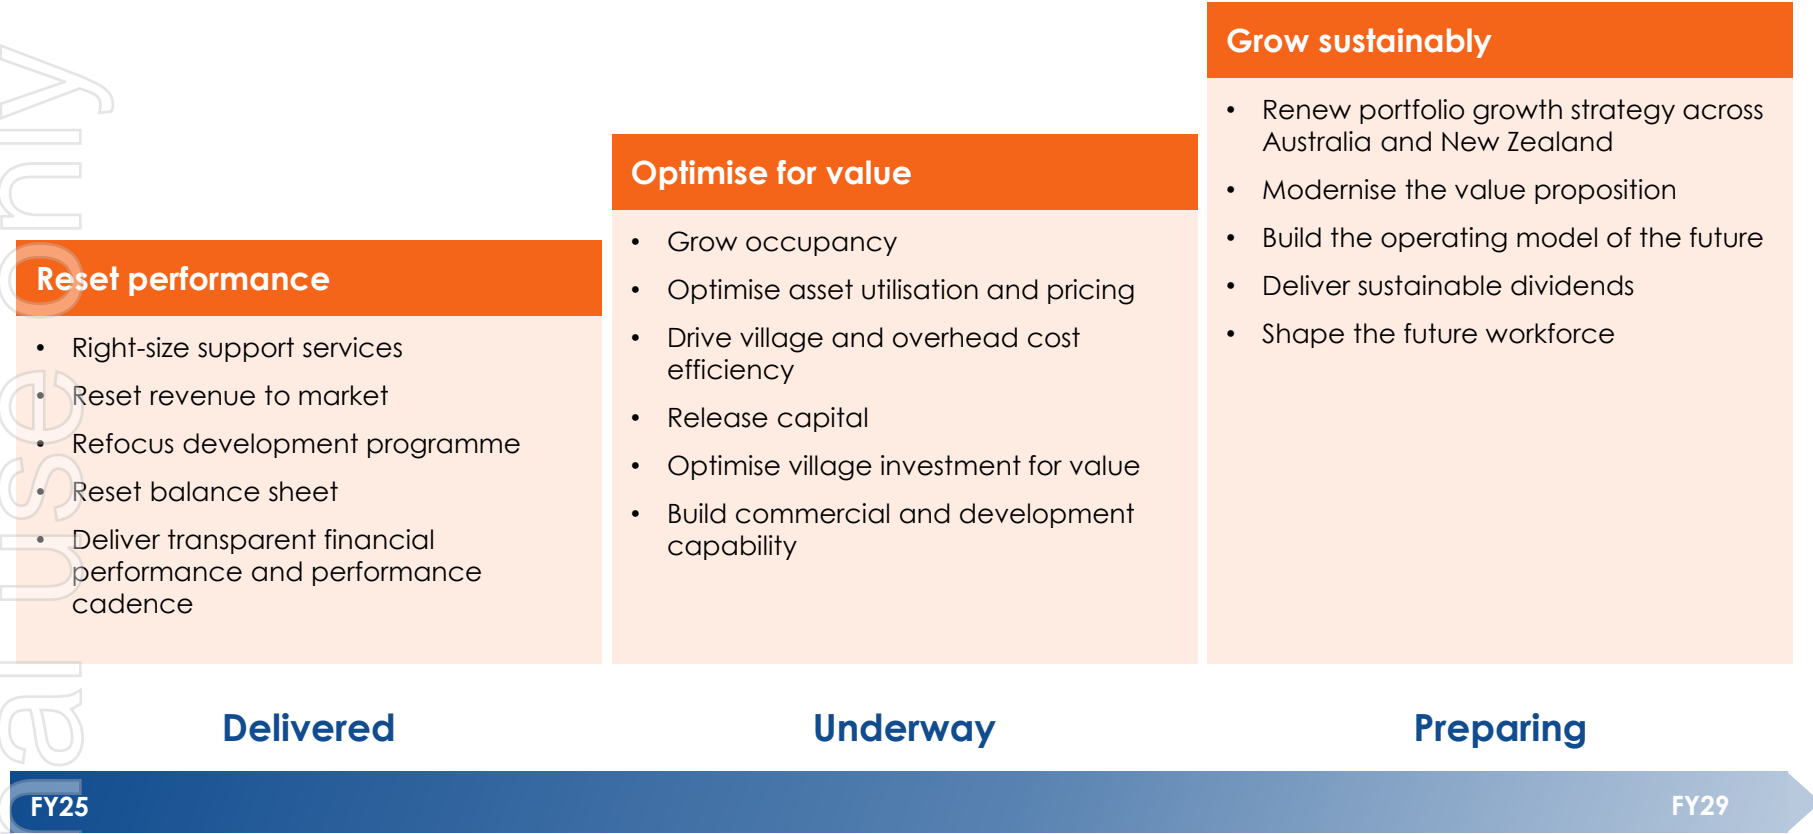 Reset performance
• Right-size support services
• Reset revenue to market
• Refocus development programme
• Reset balance sheet
• Deliver transparent financial
performance and performance
cadence
Optimise for value
• Grow occupancy
• Optimise asset utilisation and pricing
• Drive village and overhead cost
efficiency
• Release capital
• Optimise village investment for value
• Build commercial and development
capability
Grow sustainably
• Renew portfolio growth strategy across
Australia and New Zealand
• Modernise the value proposition
• Build the operating model of the future
• Deliver sustainable dividends
• Shape the future workforce
Delivered
Underway
Preparing
FY25
FY29
use only